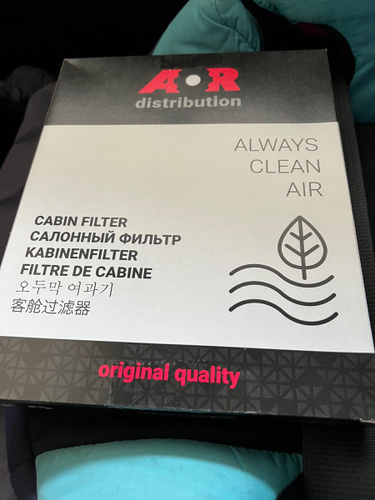 A·R
distribution
ALWAYS
CLEAN
AIR
CABIN FILTER
САЛОННЫЙ ФИЛЬТР
KABINENFILTER
FILTRE DE CABINE
오두막 여과기
客舱过滤器
original quality